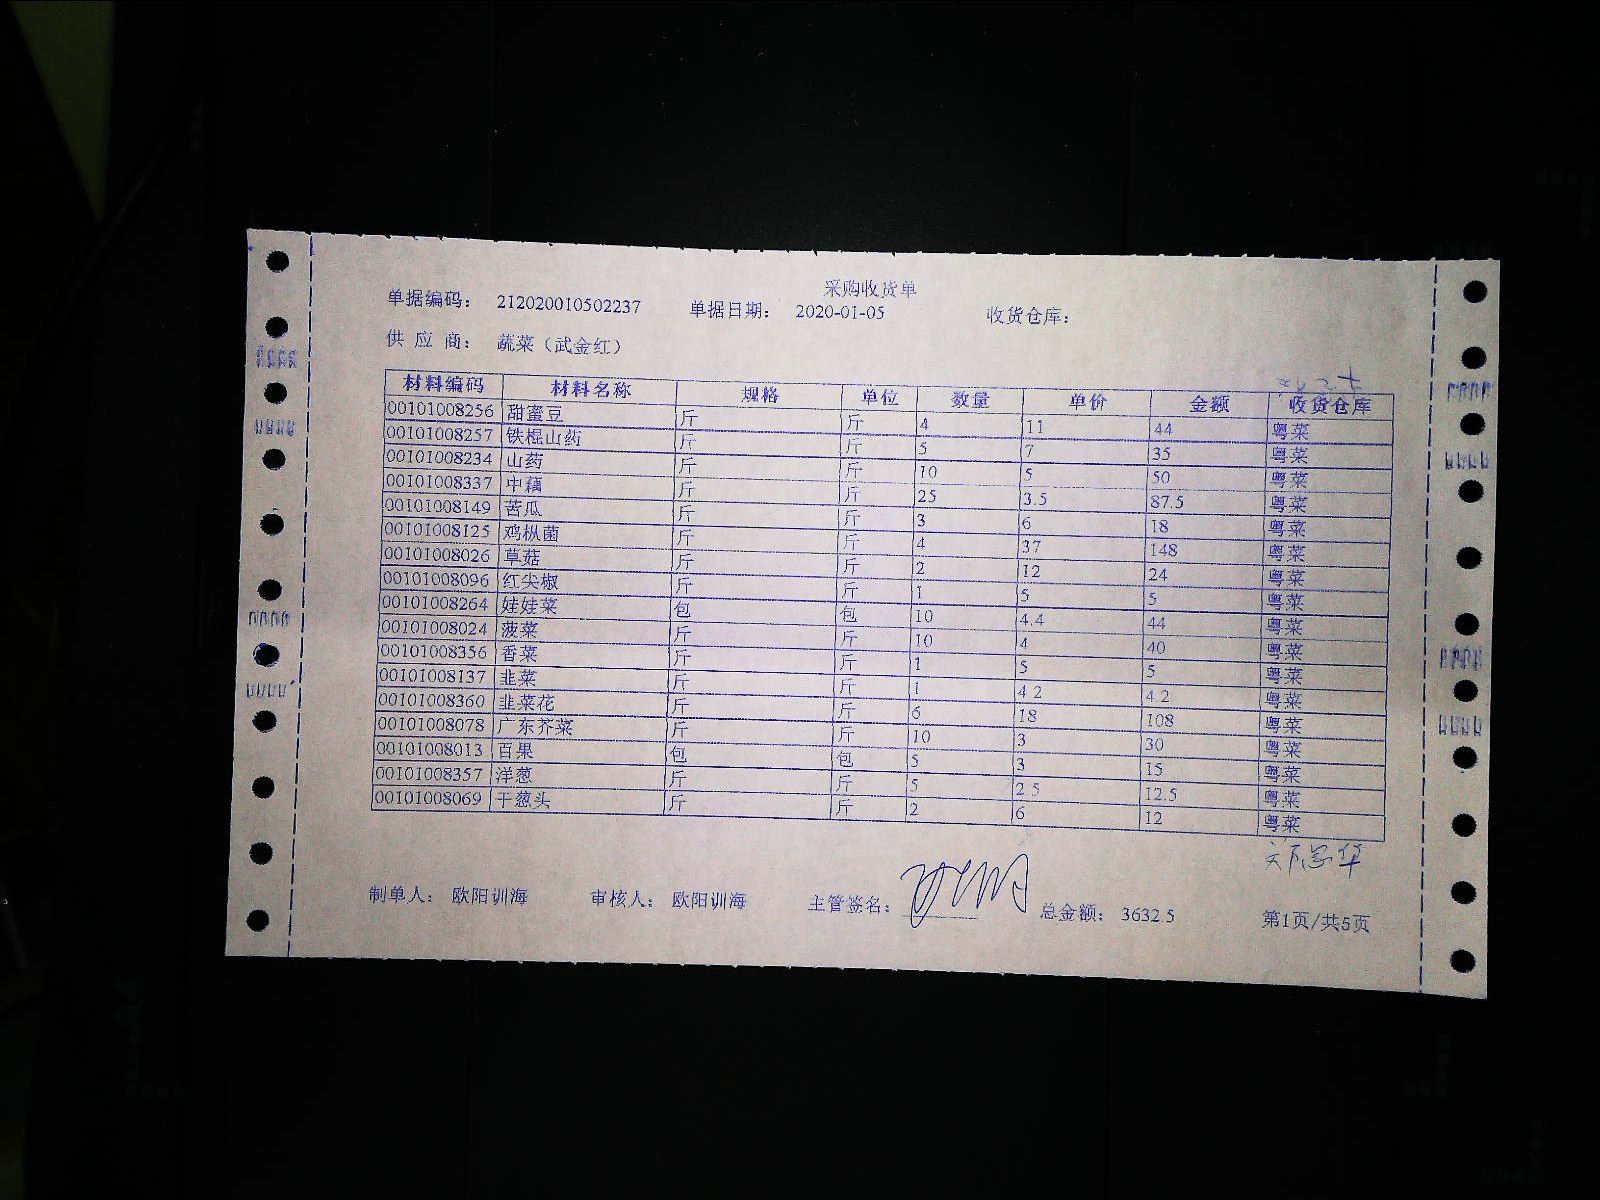 采购收货单
单据编码： 212020010502237 单据日期： 2020-01-05 收货仓库：
供 应 商： 蔬菜（武金红）
材料编码 材料名称 规格 单位 数量 单价 金额 收货仓库
00101008256 甜蜜豆 斤 斤 4 11 44 粤菜
00101008257 铁棍山药 斤 斤 5 7 35 粤菜
00101008234 山药 斤 斤 10 5 50 粤菜
00101008337 中藕 斤 斤 25 3.5 87.5 粤菜
00101008149 苦瓜 斤 斤 3 6 18 粤菜
00101008125 鸡枞菌 斤 斤 4 37 148 粤菜
00101008026 草菇 斤 斤 2 12 24 粤菜
00101008096 红尖椒 斤 斤 1 5 5 粤菜
00101008264 娃娃菜 包 包 10 4.4 44 粤菜
00101008024 菠菜 斤 斤 10 4 40 粤菜
00101008356 香菜 斤 斤 1 5 5 粤菜
00101008137 韭菜 斤 斤 1 4.2 4.2 粤菜
00101008360 韭菜花 斤 斤 6 18 108 粤菜
00101008078 广东芥菜 斤 斤 10 3 30 粤菜
00101008013 百果 包 包 5 3 15 粤菜
00101008357 洋葱 斤 斤 5 2.5 12.5 粤菜
00101008069 干葱头 斤 斤 2 6 12 粤菜
制单人： 欧阳训海 审核人： 欧阳训海 主管签名： 总金额： 3632.5 第1页/共5页